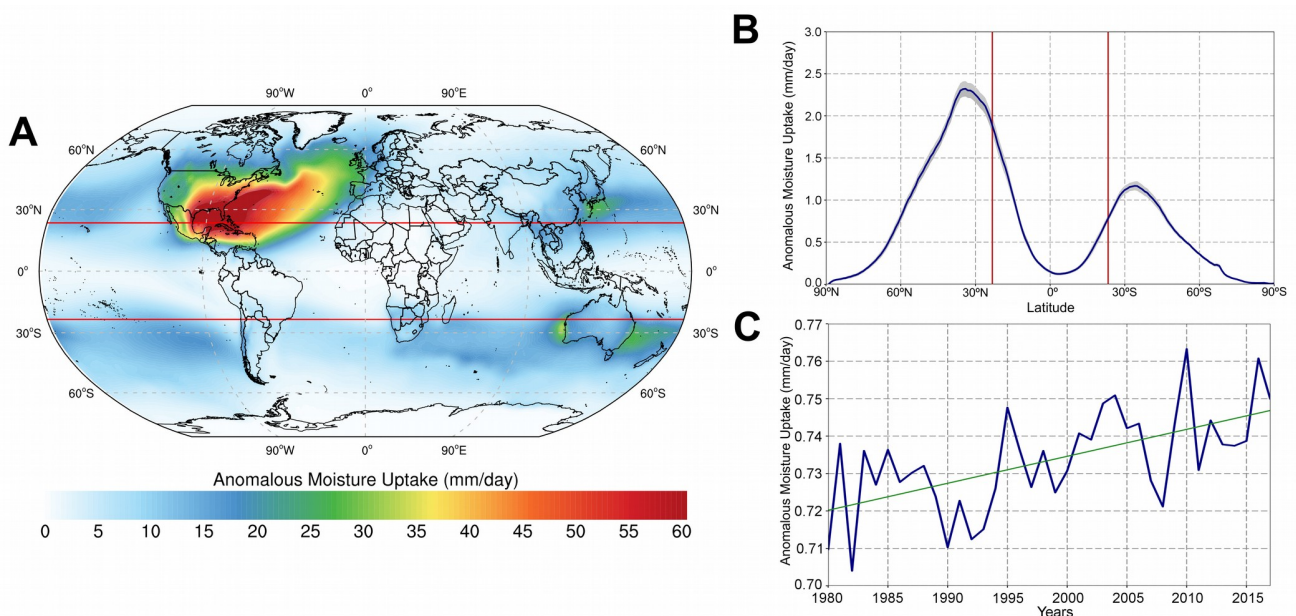 A
90°W 0° 90°E
60°N 60°N
30°N 30°N
0° 0°
30°S 30°S
60°S 60°S
90°W 0° 90°E
Anomalous Moisture Uptake (mm/day)
0 5 10 15 20 25 30 35 40 45 50 55 60
B
Anomalous Moisture Uptake (mm/day)
3.0
2.5
2.0
1.5
1.0
0.5
0.0
90°N 60°N 30°N 0°N 30°S 60°S 90°S
Latitude
C
Anomalous Moisture Uptake (mm/day)
0.77
0.76
0.75
0.74
0.73
0.72
0.71
0.70
1980 1985 1990 1995 2000 2005 2010 2015
Years